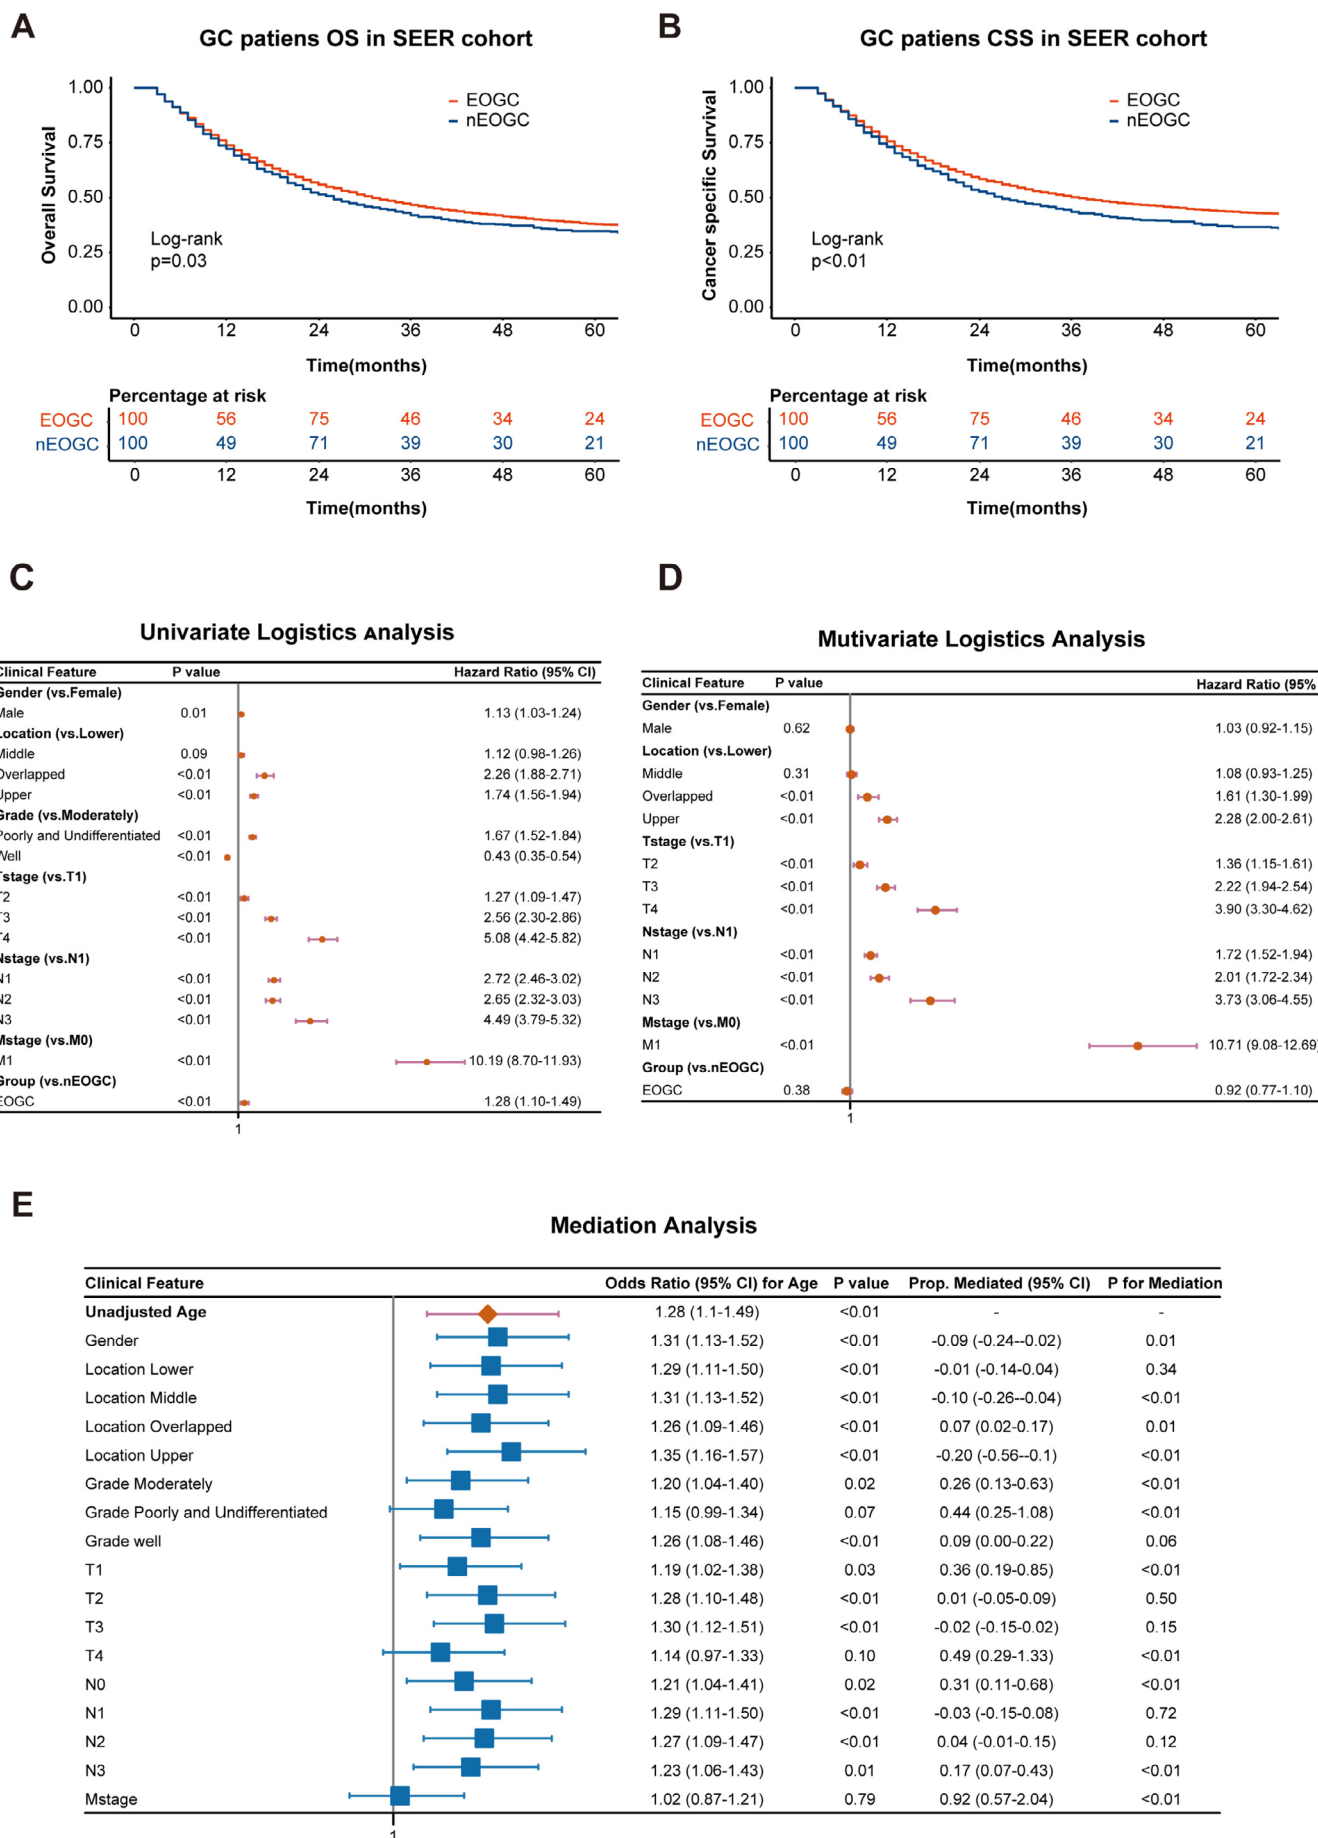 A
GC patiens OS in SEER cohort
Overall Survival
1.00
0.75
0.50
0.25
0.00
EOGC
nEOGC
Log-rank
p=0.03
0 12 24 36 48 60
Time(months)
Percentage at risk
EOGC 100 56 75 46 34 24
nEOGC 100 49 71 39 30 21
0 12 24 36 48 60
Time(months)
B
GC patiens CSS in SEER cohort
Cancer specific Survival
1.00
0.75
0.50
0.25
0.00
EOGC
nEOGC
Log-rank
p<0.01
0 12 24 36 48 60
Time(months)
Percentage at risk
EOGC 100 56 75 46 34 24
nEOGC 100 49 71 39 30 21
0 12 24 36 48 60
Time(months)
C
Univariate Logistics Analysis
Clinical Feature P value Hazard Ratio (95% CI)
Gender (vs.Female)
Male 0.01 1.13 (1.03-1.24)
Location (vs.Lower)
Middle 0.09 1.12 (0.98-1.26)
Overlapped <0.01 2.26 (1.88-2.71)
Upper <0.01 1.74 (1.56-1.94)
Grade (vs.Moderately)
Poorly and Undifferentiated <0.01 1.67 (1.52-1.84)
Well <0.01 0.43 (0.35-0.54)
Tstage (vs.T1)
T2 <0.01 1.27 (1.09-1.47)
T3 <0.01 2.56 (2.30-2.86)
T4 <0.01 5.08 (4.42-5.82)
Nstage (vs.N1)
N1 <0.01 2.72 (2.46-3.02)
N2 <0.01 2.65 (2.32-3.03)
N3 <0.01 4.49 (3.79-5.32)
Mstage (vs.M0)
M1 <0.01 10.19 (8.70-11.93)
Group (vs.nEOGC)
EOGC <0.01 1.28 (1.10-1.49)
1
D
Mutivariate Logistics Analysis
Clinical Feature P value Hazard Ratio (95%
Gender (vs.Female)
Male 0.62 1.03 (0.92-1.15)
Location (vs.Lower)
Middle 0.31 1.08 (0.93-1.25)
Overlapped <0.01 1.61 (1.30-1.99)
Upper <0.01 2.28 (2.00-2.61)
Tstage (vs.T1)
T2 <0.01 1.36 (1.15-1.61)
T3 <0.01 2.22 (1.94-2.54)
T4 <0.01 3.90 (3.30-4.62)
Nstage (vs.N1)
N1 <0.01 1.72 (1.52-1.94)
N2 <0.01 2.01 (1.72-2.34)
N3 <0.01 3.73 (3.06-4.55)
Mstage (vs.M0)
M1 <0.01 10.71 (9.08-12.69)
Group (vs.nEOGC)
EOGC 0.38 0.92 (0.77-1.10)
1
E
Mediation Analysis
Clinical Feature Odds Ratio (95% CI) for Age P value Prop. Mediated (95% CI) P for Mediation
Unadjusted Age 1.28 (1.1-1.49) <0.01 - -
Gender 1.31 (1.13-1.52) <0.01 -0.09 (-0.24--0.02) 0.01
Location Lower 1.29 (1.11-1.50) <0.01 -0.01 (-0.14-0.04) 0.34
Location Middle 1.31 (1.13-1.52) <0.01 -0.10 (-0.26--0.04) <0.01
Location Overlapped 1.26 (1.09-1.46) <0.01 0.07 (0.02-0.17) 0.01
Location Upper 1.35 (1.16-1.57) <0.01 -0.20 (-0.56--0.1) <0.01
Grade Moderately 1.20 (1.04-1.40) 0.02 0.26 (0.13-0.63) <0.01
Grade Poorly and Undifferentiated 1.15 (0.99-1.34) 0.07 0.44 (0.25-1.08) <0.01
Grade well 1.26 (1.08-1.46) <0.01 0.09 (0.00-0.22) 0.06
T1 1.19 (1.02-1.38) 0.03 0.36 (0.19-0.85) <0.01
T2 1.28 (1.10-1.48) <0.01 0.01 (-0.05-0.09) 0.50
T3 1.30 (1.12-1.51) <0.01 -0.02 (-0.15-0.02) 0.15
T4 1.14 (0.97-1.33) 0.10 0.49 (0.29-1.33) <0.01
N0 1.21 (1.04-1.41) 0.02 0.31 (0.11-0.68) <0.01
N1 1.29 (1.11-1.50) <0.01 -0.03 (-0.15-0.08) 0.72
N2 1.27 (1.09-1.47) <0.01 0.04 (-0.01-0.15) 0.12
N3 1.23 (1.06-1.43) 0.01 0.17 (0.07-0.43) <0.01
Mstage 1.02 (0.87-1.21) 0.79 0.92 (0.57-2.04) <0.01
1